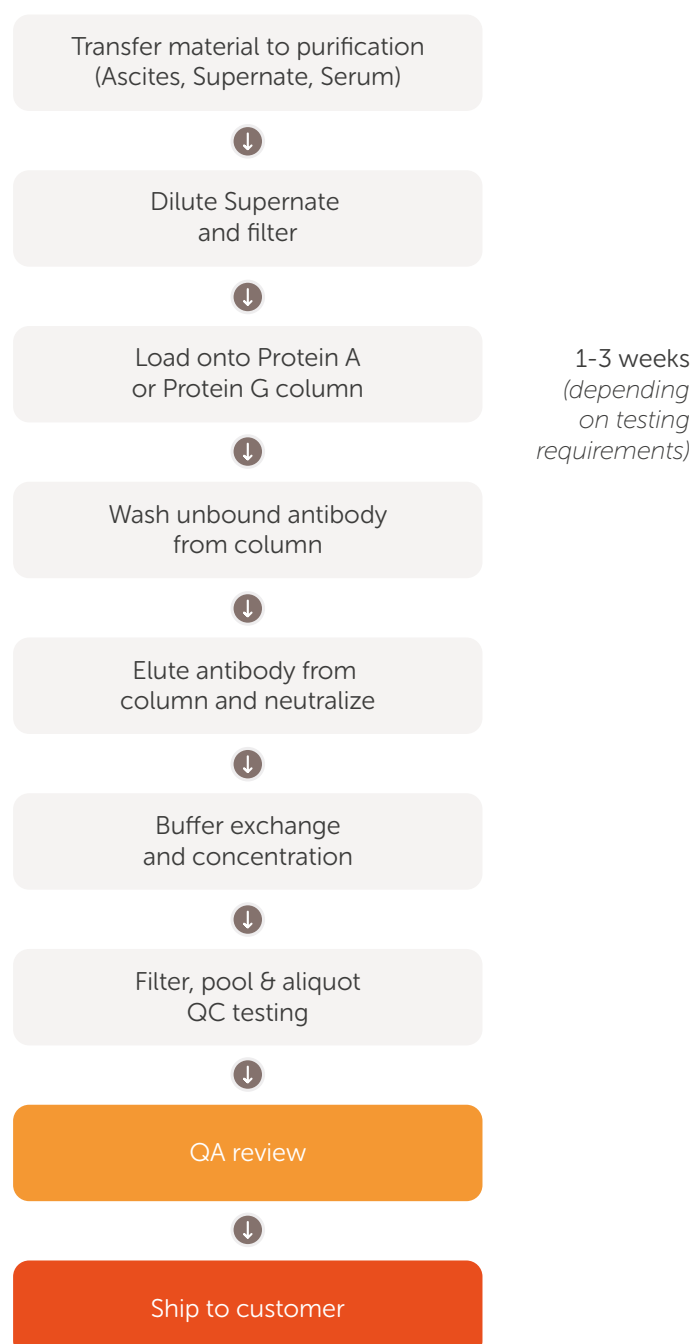 Transfer material to purification
(Ascites, Supernate, Serum)
Dilute Supernate
and filter
Load onto Protein A
or Protein G column
1-3 weeks
(depending
on testing
requirements)
Wash unbound antibody
from column
Elute antibody from
column and neutralize
Buffer exchange
and concentration
Filter, pool & aliquot
QC testing
QA review
Ship to customer